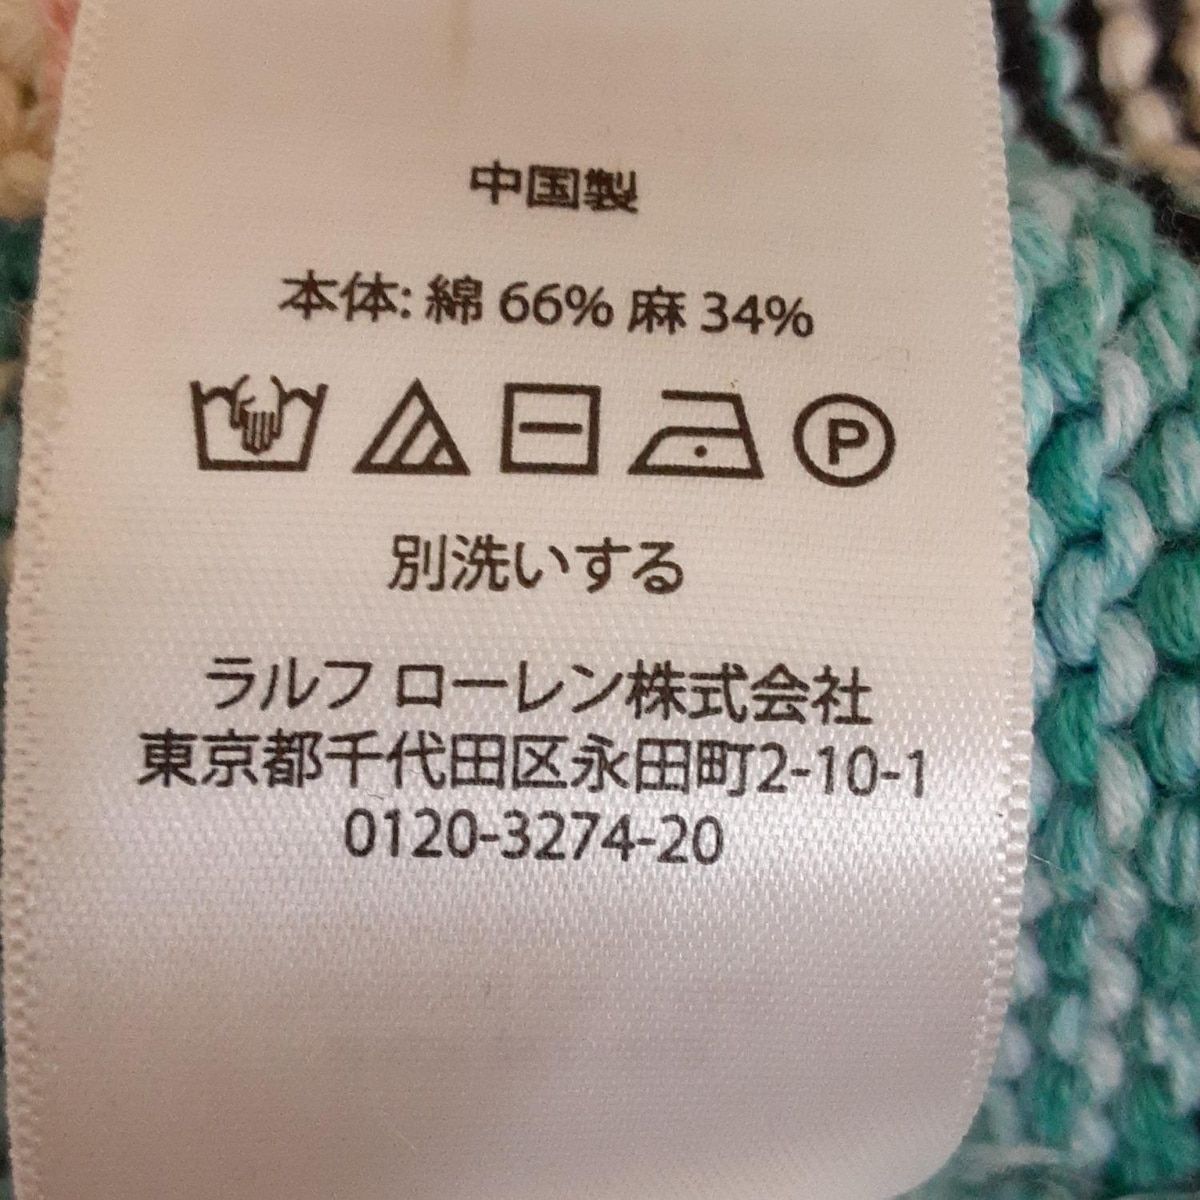 中国製
本体: 綿 66% 麻 34%
P
別洗いする
ラルフ ローレン株式会社
東京都千代田区永田町2-10-1
0120-3274-20